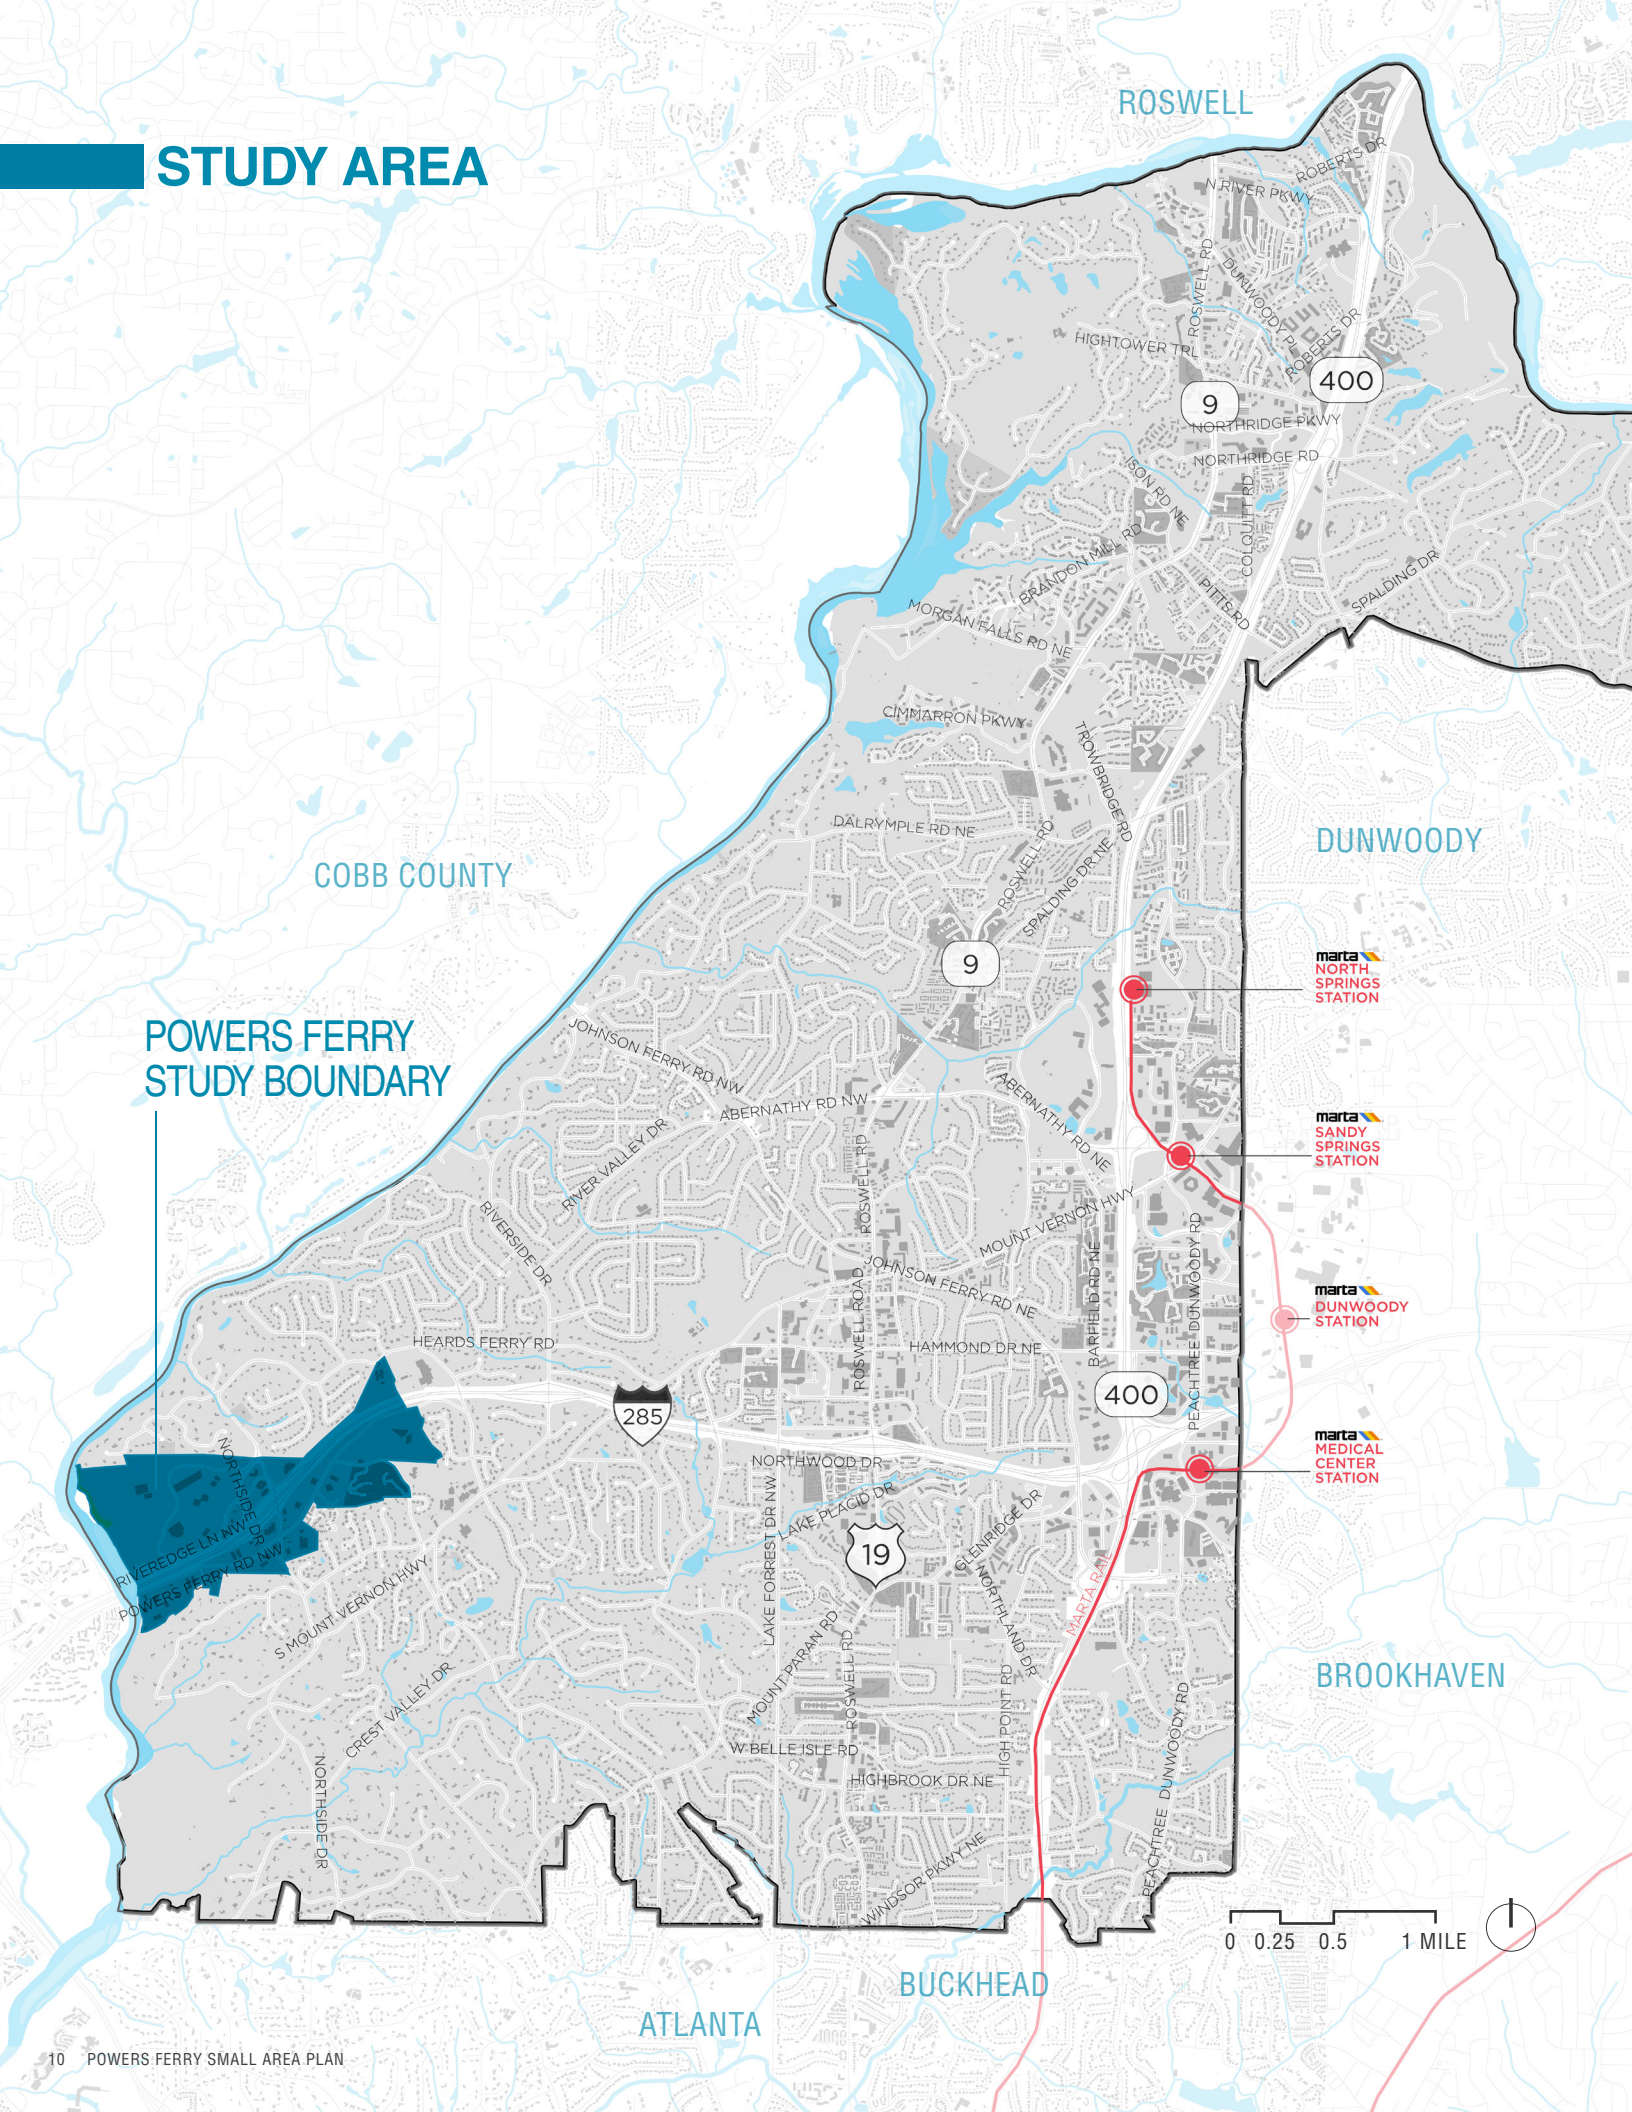 STUDY AREA
ROSWELL
ROBERTS DR
N RIVER PKWY
ROSWELL RD
DUNWOODY PL
ROBERTS DR
HIGHTOWER TRL
400
9
NORTHRIDGE PKWY
NORTHRIDGE RD
ISON RD NE
COLQUITT RD
BRANDON MILL RD
SPALDING DR
PITTS RD
MORGAN FALLS RD NE
CIMMARRON PKWY
TROWBRIDGE RD
DALRYMPLE RD NE
ROSWELL RD
SPALDING DR NE
DUNWOODY
COBB COUNTY
9
marta
NORTH
SPRINGS
STATION
POWERS FERRY
STUDY BOUNDARY
JOHNSON FERRY RD NW
ABERNATHY RD NW
ABERNATHY RD NE
marta
SANDY
SPRINGS
STATION
RIVER VALLEY DR
ROSWELL RD
RIVERSIDE DR
MOUNT VERNON HWY
JOHNSON FERRY RD NE
BARFIELD RD NE
PEACHTREE DUNWOODY RD
marta
DUNWOODY
STATION
HEARDS FERRY RD
ROSWELL ROAD
HAMMOND DR NE
285
400
marta
MEDICAL
CENTER
STATION
NORTHSIDE DR
NORTHWOOD DR
LAKE PLACID DR
LAKE FORREST DR NW
GLENRIDGE DR
19
RIVEREDGE LN NW
POWERS FERRY RD NW
S MOUNT VERNON HWY
NORTHLAND DR
MARTA RAIL
MOUNT PARAN RD
ROSWELL RD
HIGH POINT RD
CREST VALLEY DR
BROOKHAVEN
W BELLE ISLE RD
HIGHBROOK DR NE
PEACHTREE DUNWOODY RD
NORTHSIDE DR
WINDSOR PKWY NE
0 0.25 0.5 1 MILE
BUCKHEAD
ATLANTA
10 POWERS FERRY SMALL AREA PLAN